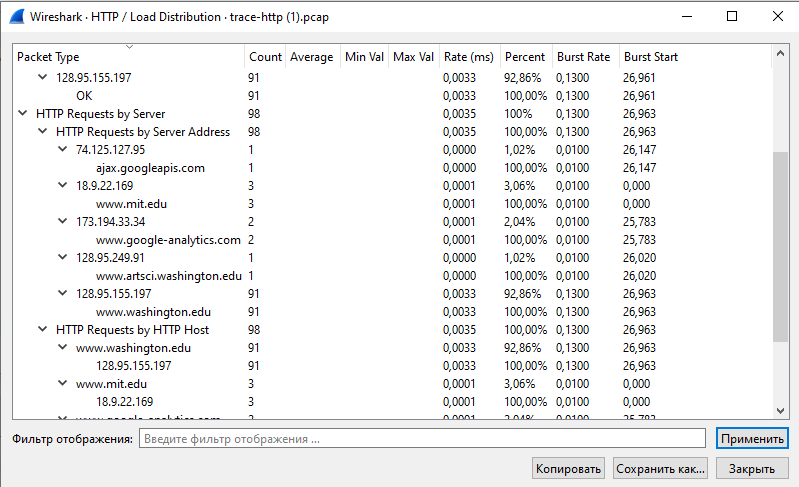 Wireshark · HTTP / Load Distribution · trace-http (1).pcap
Packet Type Count Average Min Val Max Val Rate (ms) Percent Burst Rate Burst Start
128.95.155.197 91 0,0033 92,86% 0,1300 26,961
OK 91 0,0033 100,00% 0,1300 26,961
HTTP Requests by Server 98 0,0035 100% 0,1300 26,963
HTTP Requests by Server Address 98 0,0035 100,00% 0,1300 26,963
74.125.127.95 1 0,0000 1,02% 0,0100 26,147
ajax.googleapis.com 1 0,0000 100,00% 0,0100 26,147
18.9.22.169 3 0,0001 3,06% 0,0100 0,000
www.mit.edu 3 0,0001 100,00% 0,0100 0,000
173.194.33.34 2 0,0001 2,04% 0,0100 25,783
www.google-analytics.com 2 0,0001 100,00% 0,0100 25,783
128.95.249.91 1 0,0000 1,02% 0,0100 26,020
www.artsci.washington.edu 1 0,0000 100,00% 0,0100 26,020
128.95.155.197 91 0,0033 92,86% 0,1300 26,963
www.washington.edu 91 0,0033 100,00% 0,1300 26,963
HTTP Requests by HTTP Host 98 0,0035 100,00% 0,1300 26,963
www.washington.edu 91 0,0033 92,86% 0,1300 26,963
128.95.155.197 91 0,0033 100,00% 0,1300 26,963
www.mit.edu 3 0,0001 3,06% 0,0100 0,000
18.9.22.169 3 0,0001 100,00% 0,0100 0,000
www.google-analytics.com 2 0,0001 2,04% 0,0100 25,783
Фильтр отображения: Введите фильтр отображения ... Применить
Копировать Сохранить как... Закрыть